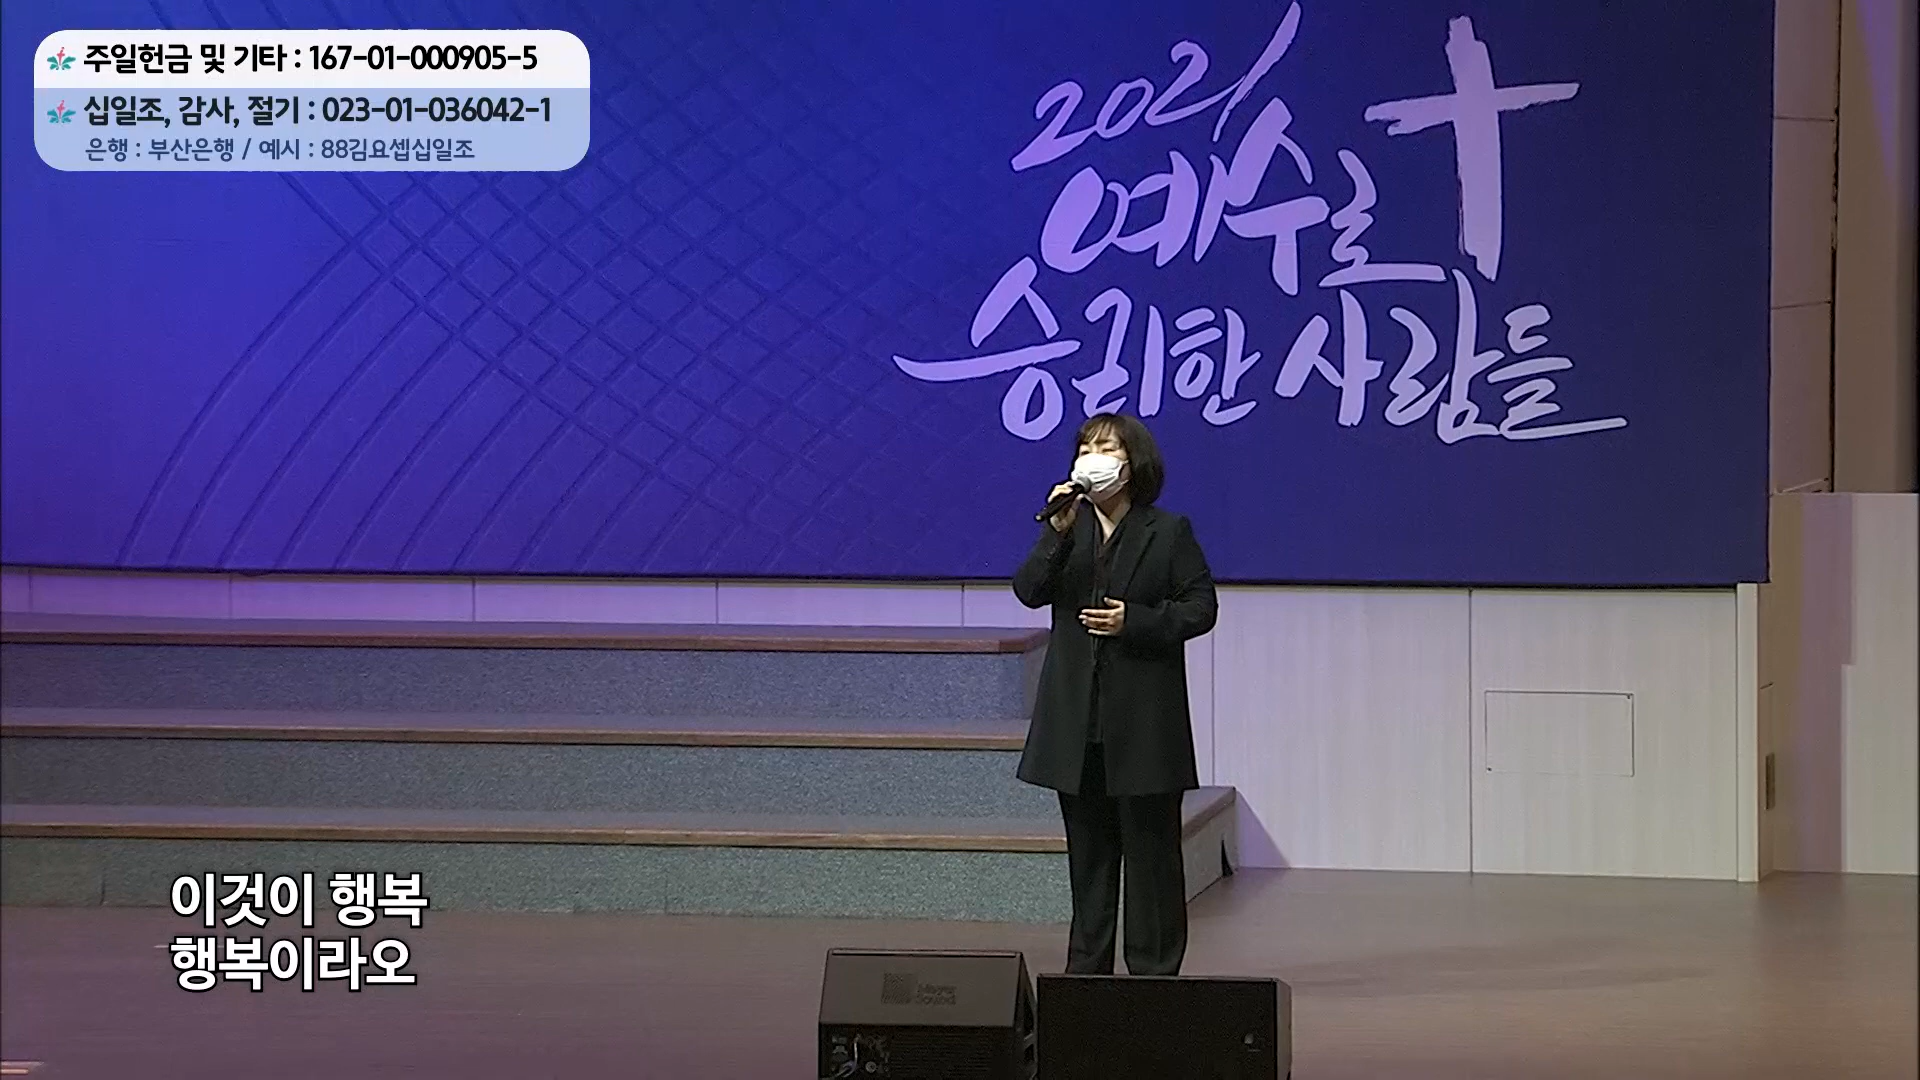 주일헌금 및 기타 : 167-01-000905-5
십일조, 감사, 절기 : 023-01-036042-1
은행 : 부산은행 / 예시 : 88김요셉십일조
2021
예수로
승리한 사람들
이것이 행복
행복이라오
Meyer
Sound